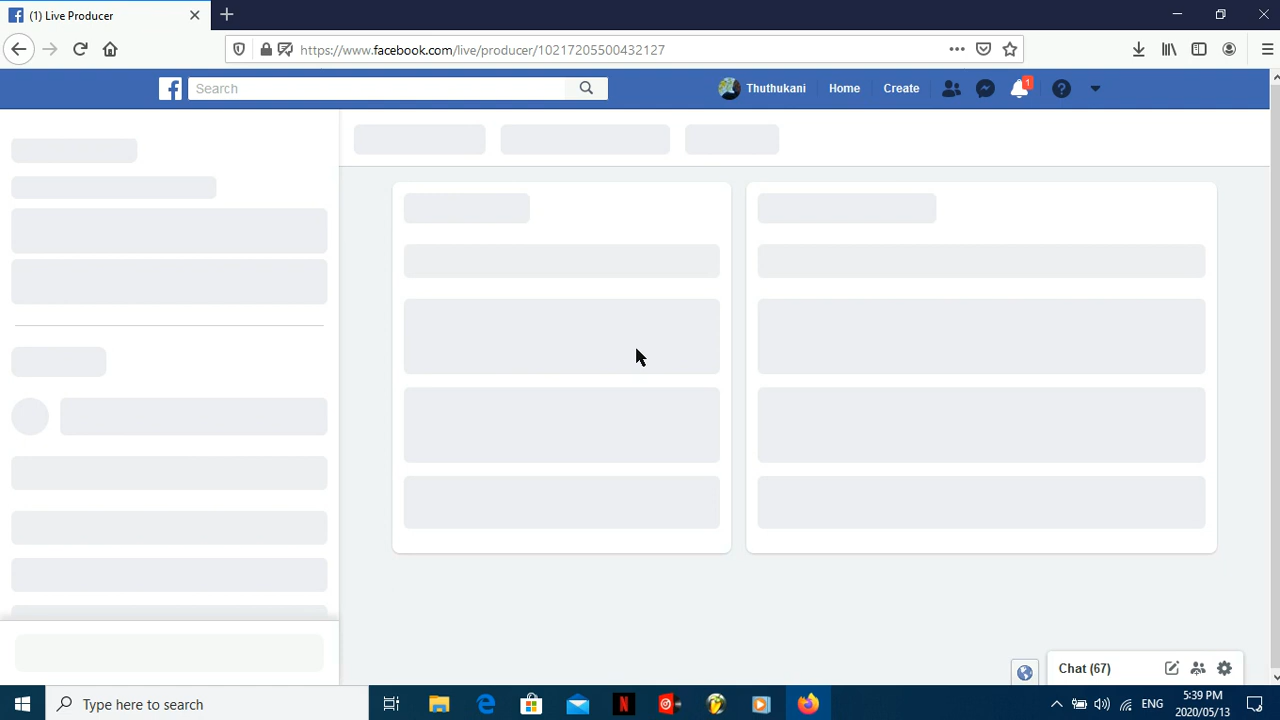 (1) Live Producer
https://www.facebook.com/live/producer/10217205500432127
Search
Thuthukani
Home
Create
1
Chat (67)
Type here to search
ENG
5:39 PM
2020/05/13